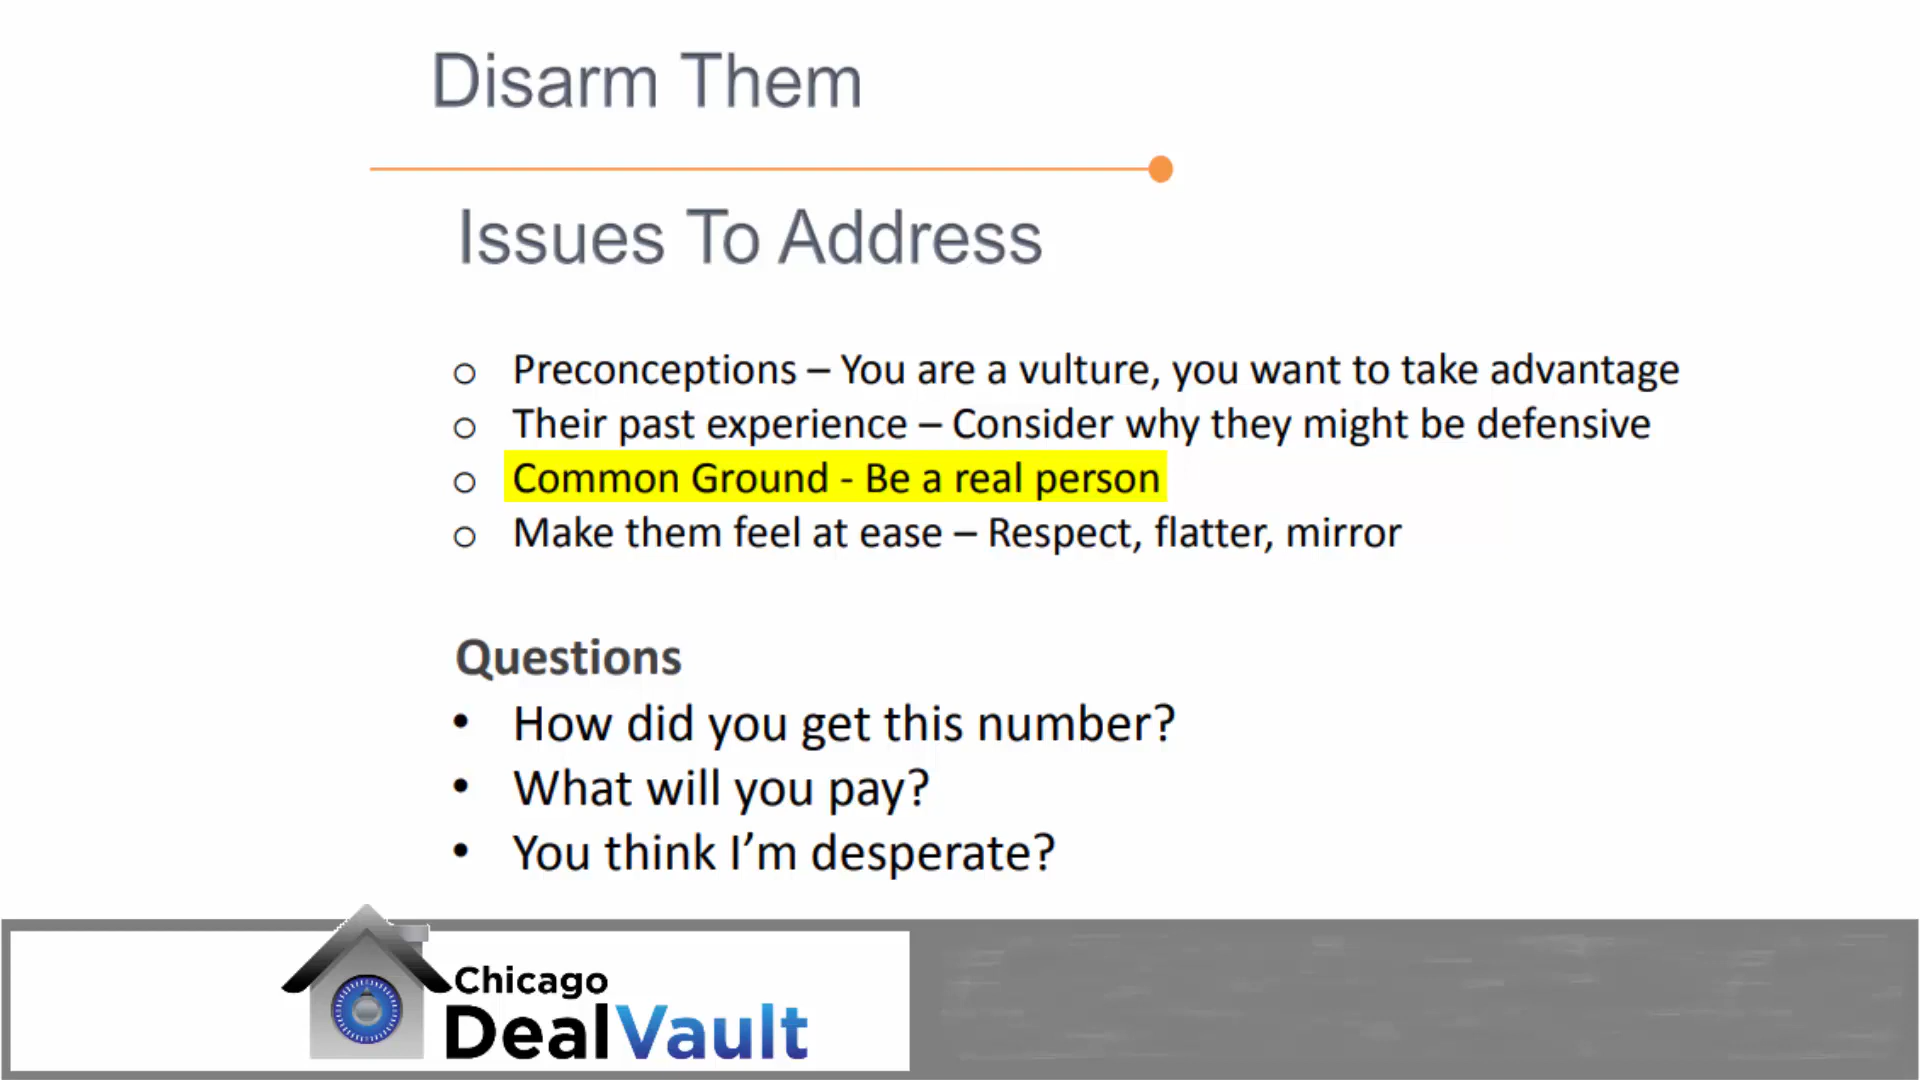 Disarm Them
Issues To Address
Preconceptions – You are a vulture, you want to take advantage
Their past experience – Consider why they might be defensive
Common Ground - Be a real person
Make them feel at ease – Respect, flatter, mirror
Questions
• How did you get this number?
• What will you pay?
• You think I’m desperate?
Chicago
DealVault